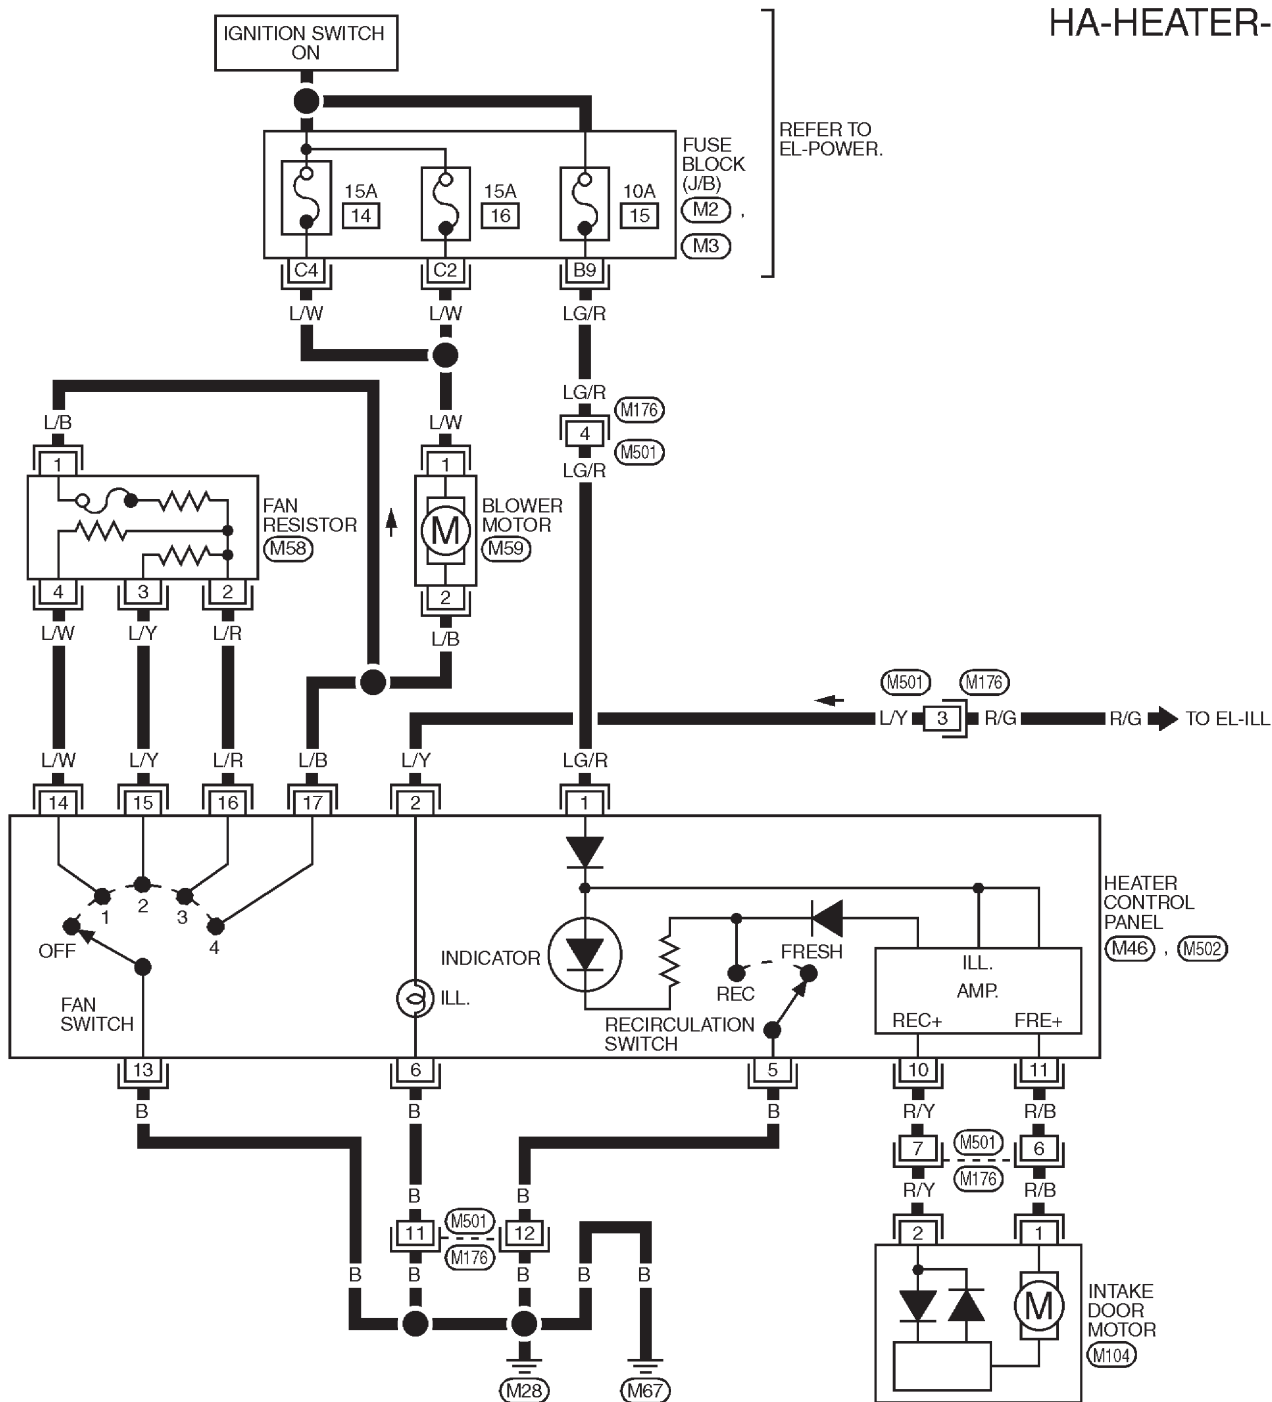 HA-HEATER-
IGNITION SWITCH
ON
REFER TO
EL-POWER.
FUSE
BLOCK
(J/B)
M2 ,
M3
15A
14
15A
16
10A
15
C4
C2
B9
L/W
L/W
LG/R
LG/R
M176
4
M501
LG/R
L/B
L/W
1
1
FAN
RESISTOR
M58
M
BLOWER
MOTOR
M59
4
3
2
2
L/W
L/Y
L/R
L/B
M501
M176
L/Y
3
R/G
R/G
TO EL-ILL
L/W
L/Y
L/R
L/B
L/Y
LG/R
14
15
16
17
2
1
HEATER
CONTROL
PANEL
M46 , M502
OFF
1
2
3
4
FAN
SWITCH
ILL.
INDICATOR
REC
FRESH
RECIRCULATION
SWITCH
ILL.
AMP.
REC+
FRE+
13
6
5
10
11
B
B
B
R/Y
R/B
7
M501
6
M176
R/Y
R/B
B
B
11
M501
12
M176
B
B
B
B
B
2
1
M
INTAKE
DOOR
MOTOR
M104
M28
M67